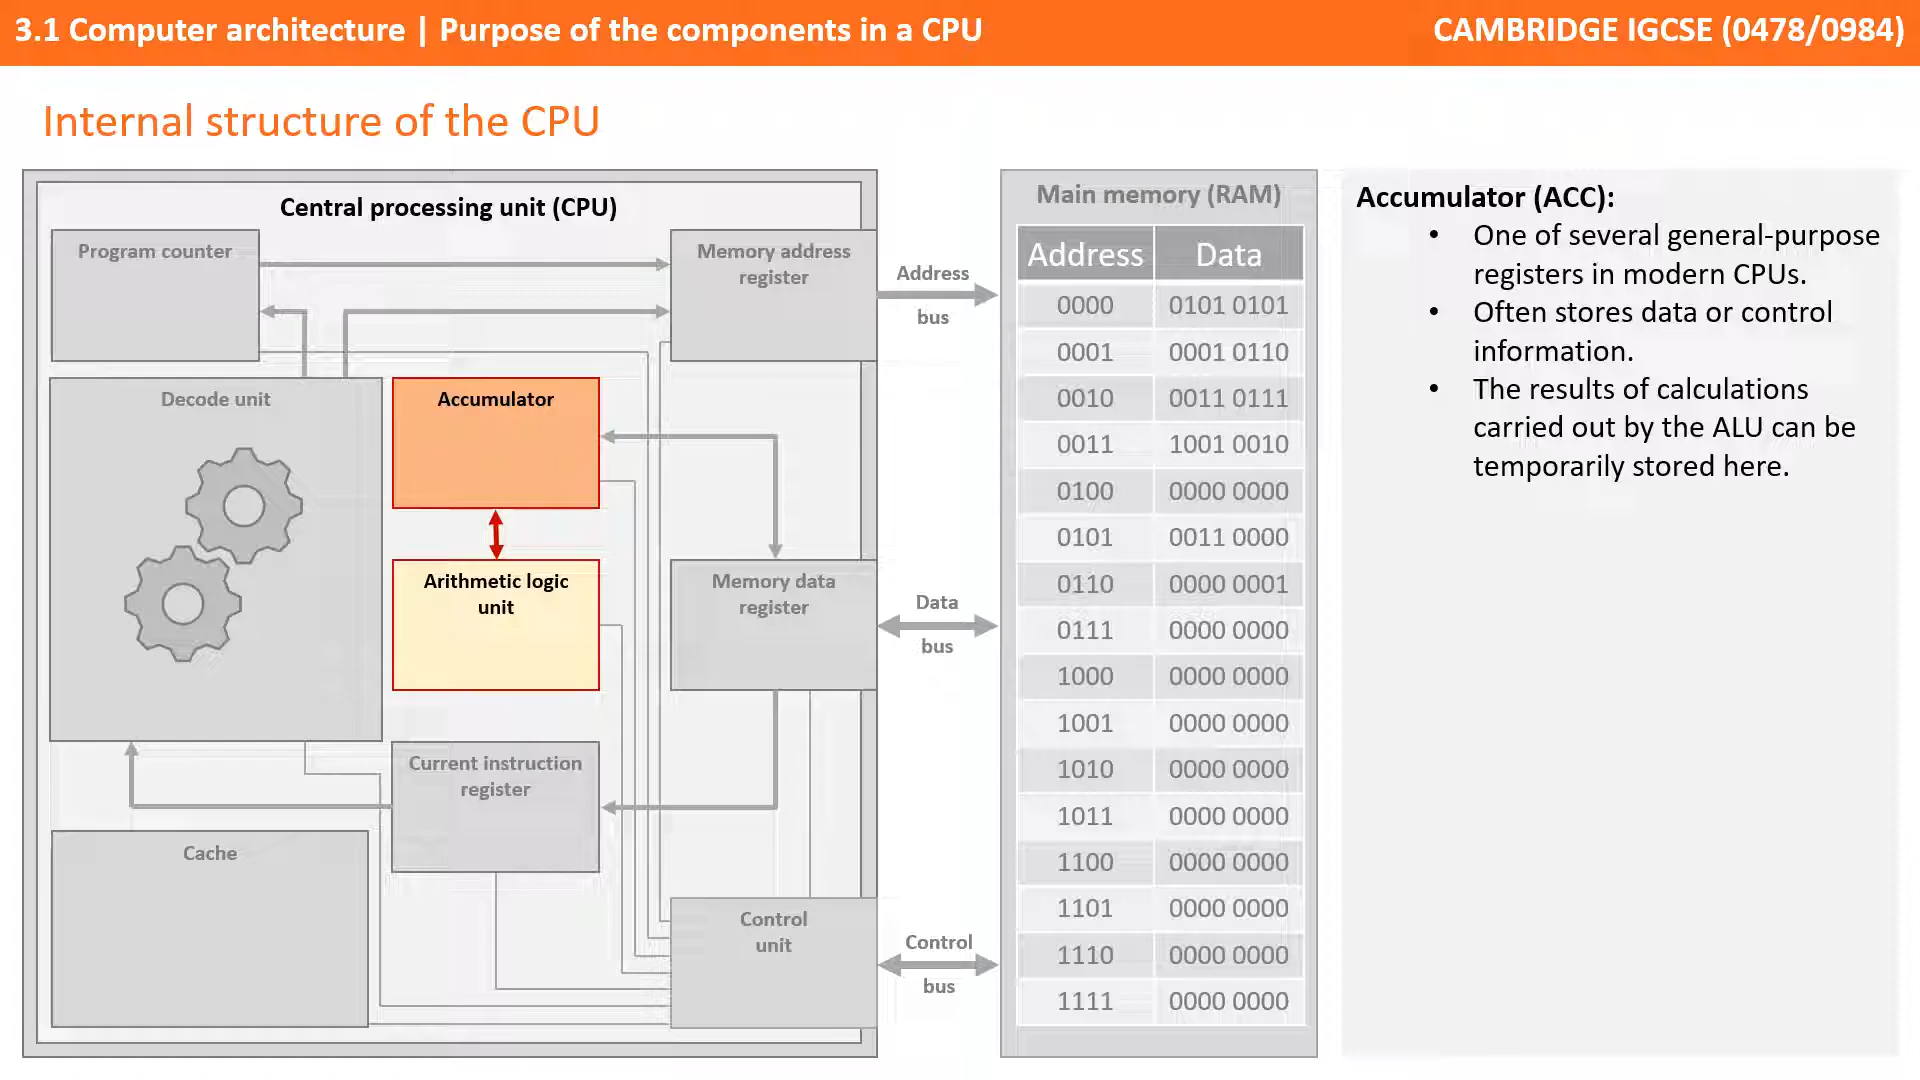 3.1 Computer architecture | Purpose of the components in a CPU
CAMBRIDGE IGCSE (0478/0984)
Internal structure of the CPU
Central processing unit (CPU)
Program counter
Memory address
register
Decode unit
Accumulator
Arithmetic logic
unit
Memory data
register
Current instruction
register
Cache
Control
unit
Address
bus
Data
bus
Control
bus
Main memory (RAM)
Address Data
0000 0101 0101
0001 0001 0110
0010 0011 0111
0011 1001 0010
0100 0000 0000
0101 0011 0000
0110 0000 0001
0111 0000 0000
1000 0000 0000
1001 0000 0000
1010 0000 0000
1011 0000 0000
1100 0000 0000
1101 0000 0000
1110 0000 0000
1111 0000 0000
Accumulator (ACC):
• One of several general-purpose
registers in modern CPUs.
• Often stores data or control
information.
• The results of calculations
carried out by the ALU can be
temporarily stored here.